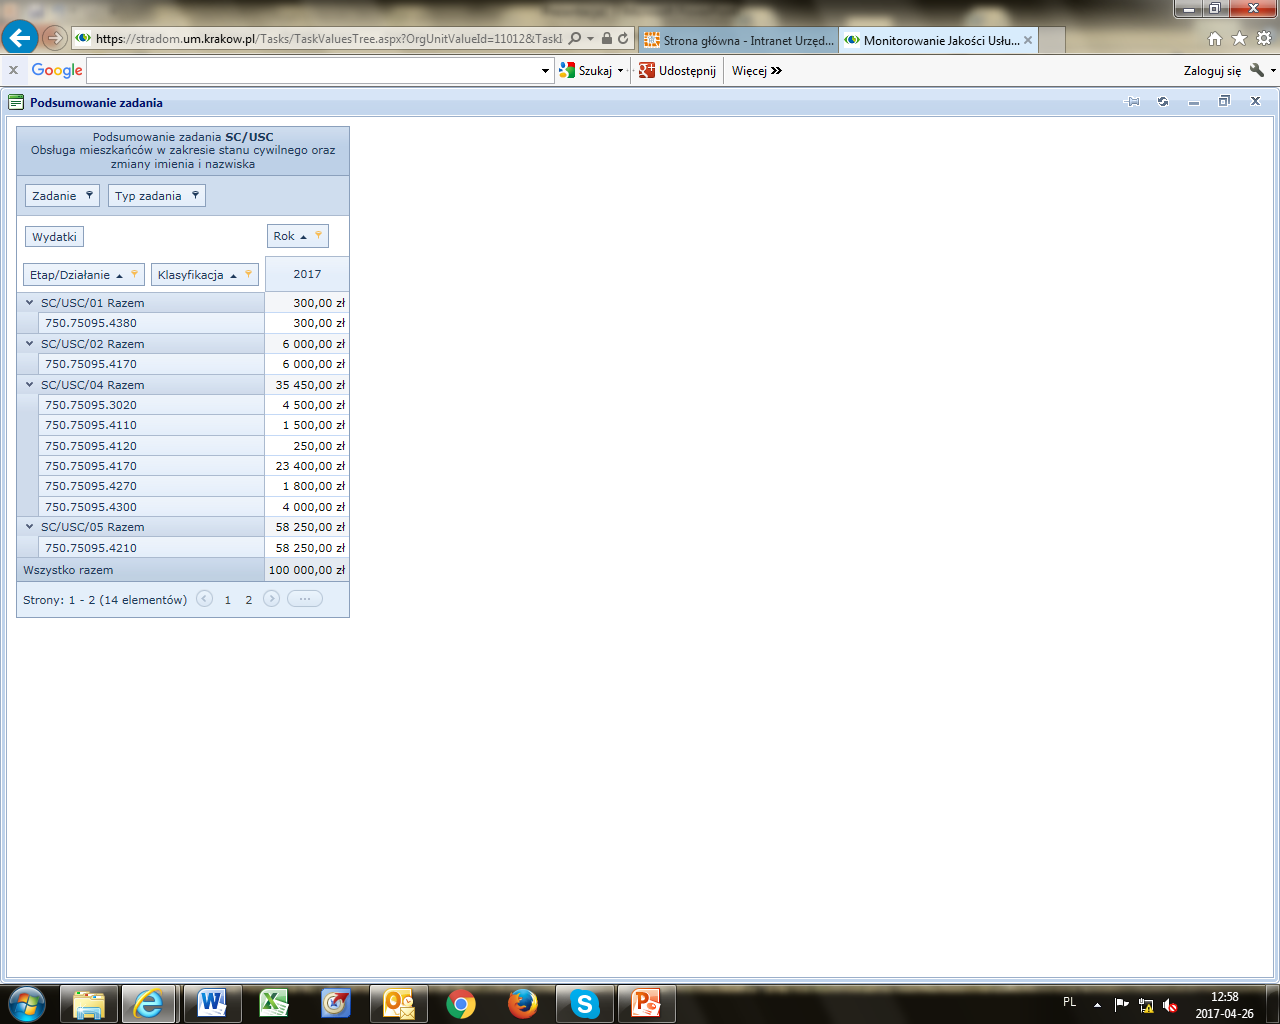 https://stradom.um.krakow.pl/Tasks/TaskValuesTree.aspx?OrgUnitValueId=11012&TaskI
Strona główna - Intranet Urzęd...
Monitorowanie Jakości Usłu...
x Google
Szukaj
Udostępnij
Więcej
Zaloguj się
Podsumowanie zadania
Podsumowanie zadania SC/USC
Obsługa mieszkańców w zakresie stanu cywilnego oraz
zmiany imienia i nazwiska
Zadanie Typ zadania
Wydatki Rok
Etap/Działanie Klasyfikacja 2017
SC/USC/01 Razem 300,00 zł
750.75095.4380 300,00 zł
SC/USC/02 Razem 6 000,00 zł
750.75095.4170 6 000,00 zł
SC/USC/04 Razem 35 450,00 zł
750.75095.3020 4 500,00 zł
750.75095.4110 1 500,00 zł
750.75095.4120 250,00 zł
750.75095.4170 23 400,00 zł
750.75095.4270 1 800,00 zł
750.75095.4300 4 000,00 zł
SC/USC/05 Razem 58 250,00 zł
750.75095.4210 58 250,00 zł
Wszystko razem 100 000,00 zł
Strony: 1 - 2 (14 elementów) 1 2 ...
PL
12:58
2017-04-26